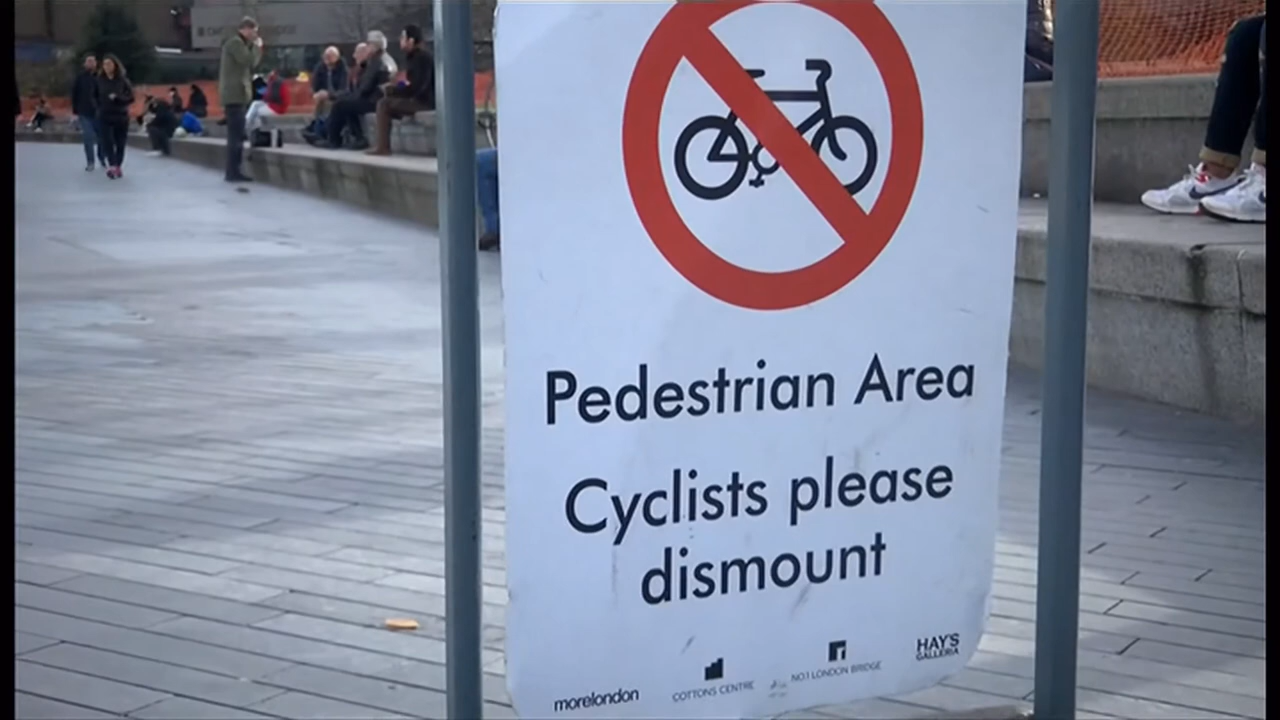 Pedestrian Area
Cyclists please
dismount
morelondon
COTTONS CENTRE
NO.1 LONDON BRIDGE
HAY'S
GALLERIA